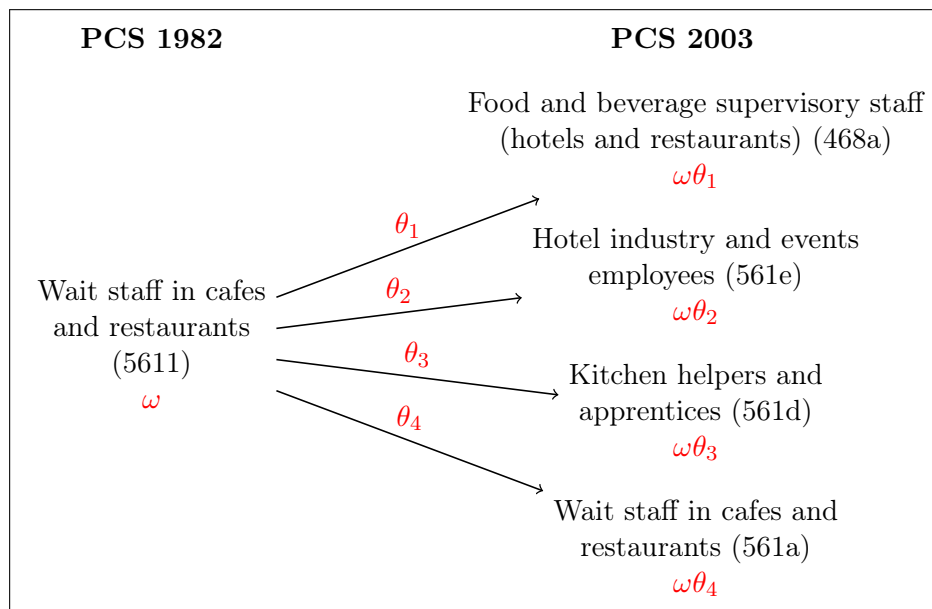 PCS 1982
PCS 2003
Food and beverage supervisory staff
(hotels and restaurants) (468a)
ωθ₁
θ₁
Hotel industry and events
employees (561e)
ωθ₂
θ₂
Wait staff in cafes
and restaurants
(5611)
ω
θ₃
Kitchen helpers and
apprentices (561d)
ωθ₃
θ₄
Wait staff in cafes and
restaurants (561a)
ωθ₄